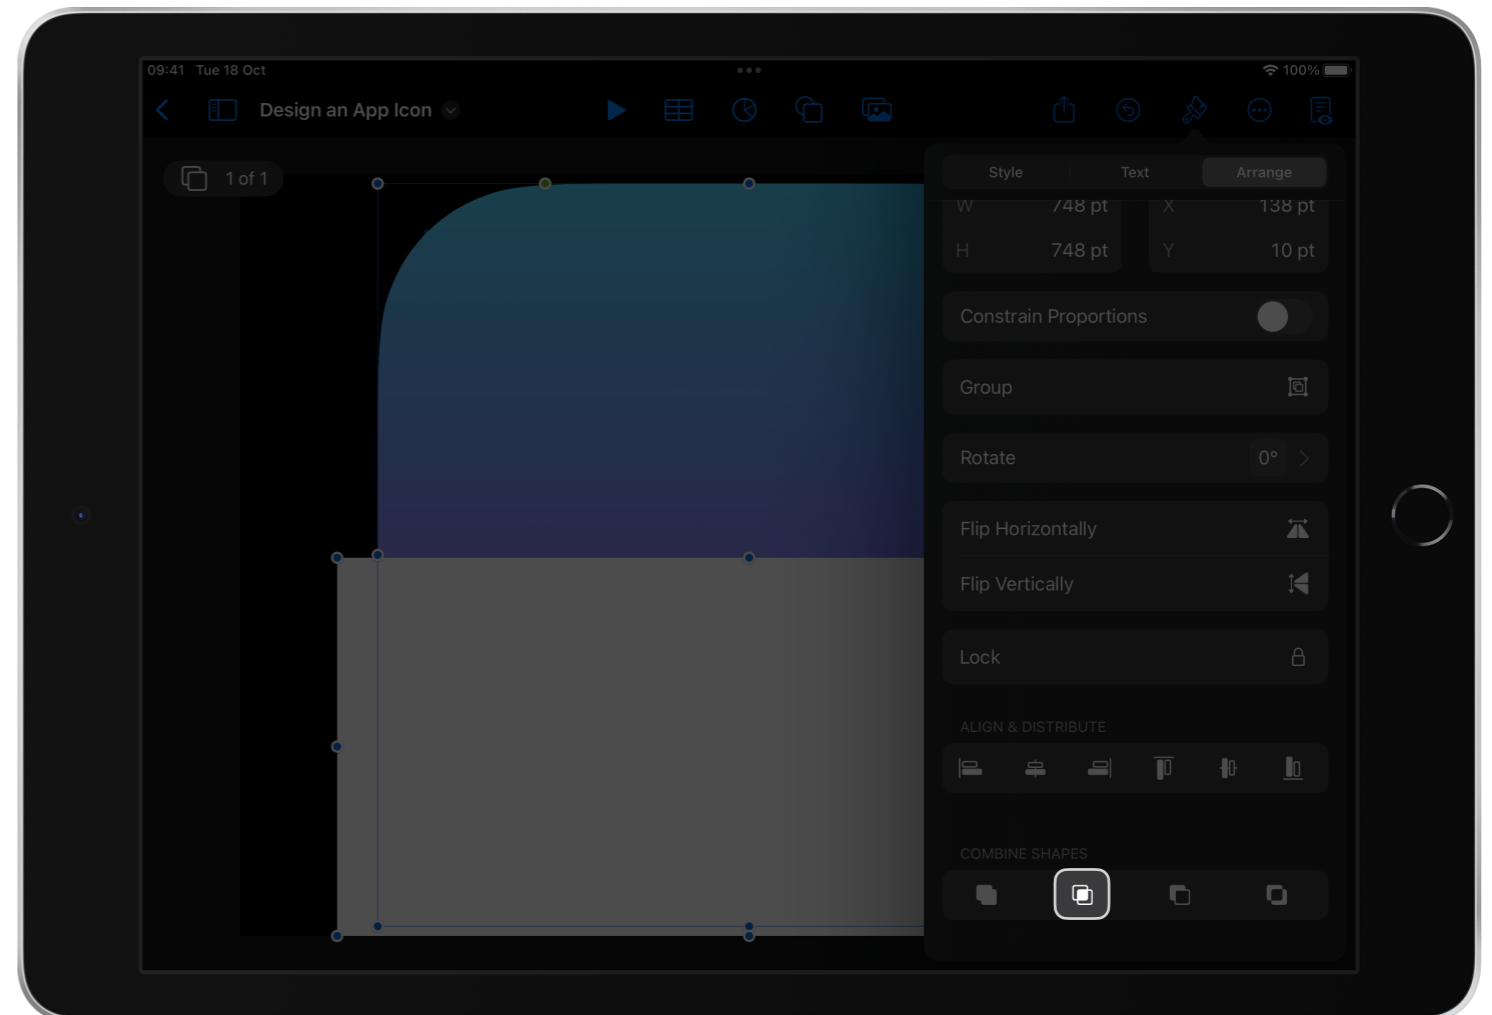 09:41 Tue 18 Oct
100%
Design an App Icon
1 of 1
Style Text Arrange
W 748 pt X 138 pt
H 748 pt Y 10 pt
Constrain Proportions
Group
Rotate 0°
Flip Horizontally
Flip Vertically
Lock
ALIGN & DISTRIBUTE
COMBINE SHAPES